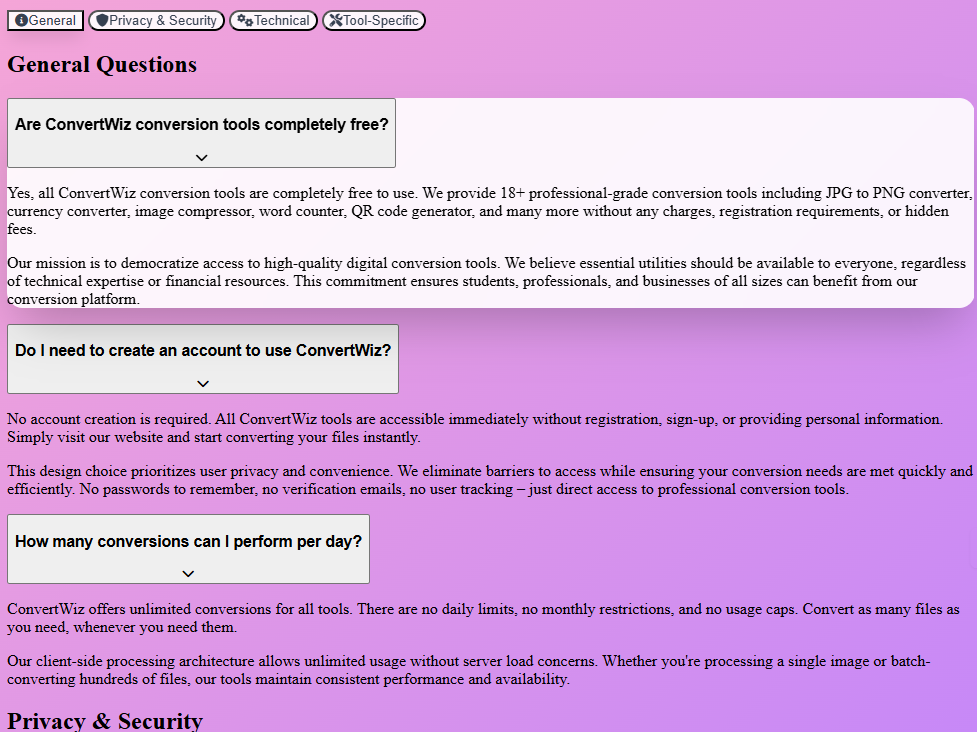 General Privacy & Security Technical Tool-Specific
General Questions
Are ConvertWiz conversion tools completely free?
Yes, all ConvertWiz conversion tools are completely free to use. We provide 18+ professional-grade conversion tools including JPG to PNG converter,
currency converter, image compressor, word counter, QR code generator, and many more without any charges, registration requirements, or hidden
fees.
Our mission is to democratize access to high-quality digital conversion tools. We believe essential utilities should be available to everyone, regardless
of technical expertise or financial resources. This commitment ensures students, professionals, and businesses of all sizes can benefit from our
conversion platform.
Do I need to create an account to use ConvertWiz?
No account creation is required. All ConvertWiz tools are accessible immediately without registration, sign-up, or providing personal information.
Simply visit our website and start converting your files instantly.
This design choice prioritizes user privacy and convenience. We eliminate barriers to access while ensuring your conversion needs are met quickly and
efficiently. No passwords to remember, no verification emails, no user tracking – just direct access to professional conversion tools.
How many conversions can I perform per day?
ConvertWiz offers unlimited conversions for all tools. There are no daily limits, no monthly restrictions, and no usage caps. Convert as many files as
you need, whenever you need them.
Our client-side processing architecture allows unlimited usage without server load concerns. Whether you're processing a single image or batch-
converting hundreds of files, our tools maintain consistent performance and availability.
Privacy & Security